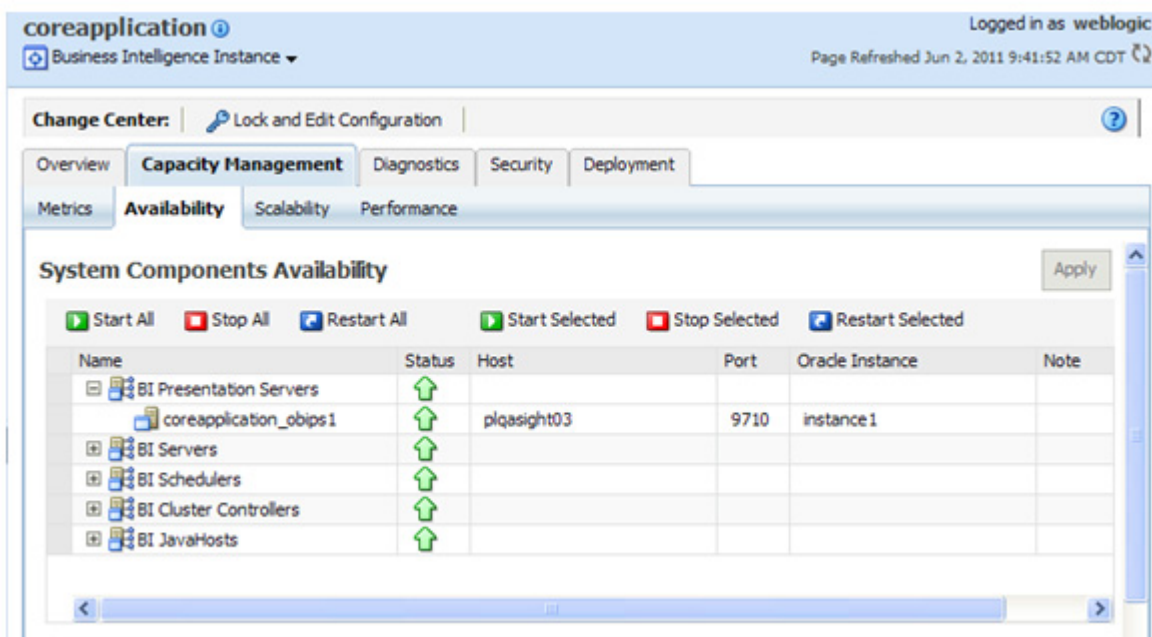 coreapplication
Logged in as weblogic
Business Intelligence Instance
Page Refreshed Jun 2, 2011 9:41:52 AM CDT
Change Center: Lock and Edit Configuration
Overview Capacity Management Diagnostics Security Deployment
Metrics Availability Scalability Performance
System Components Availability
Apply
Start All Stop All Restart All Start Selected Stop Selected Restart Selected
Name Status Host Port Oracle Instance Note
BI Presentation Servers
coreapplication_obips1 plqasight03 9710 instance1
BI Servers
BI Schedulers
BI Cluster Controllers
BI JavaHosts